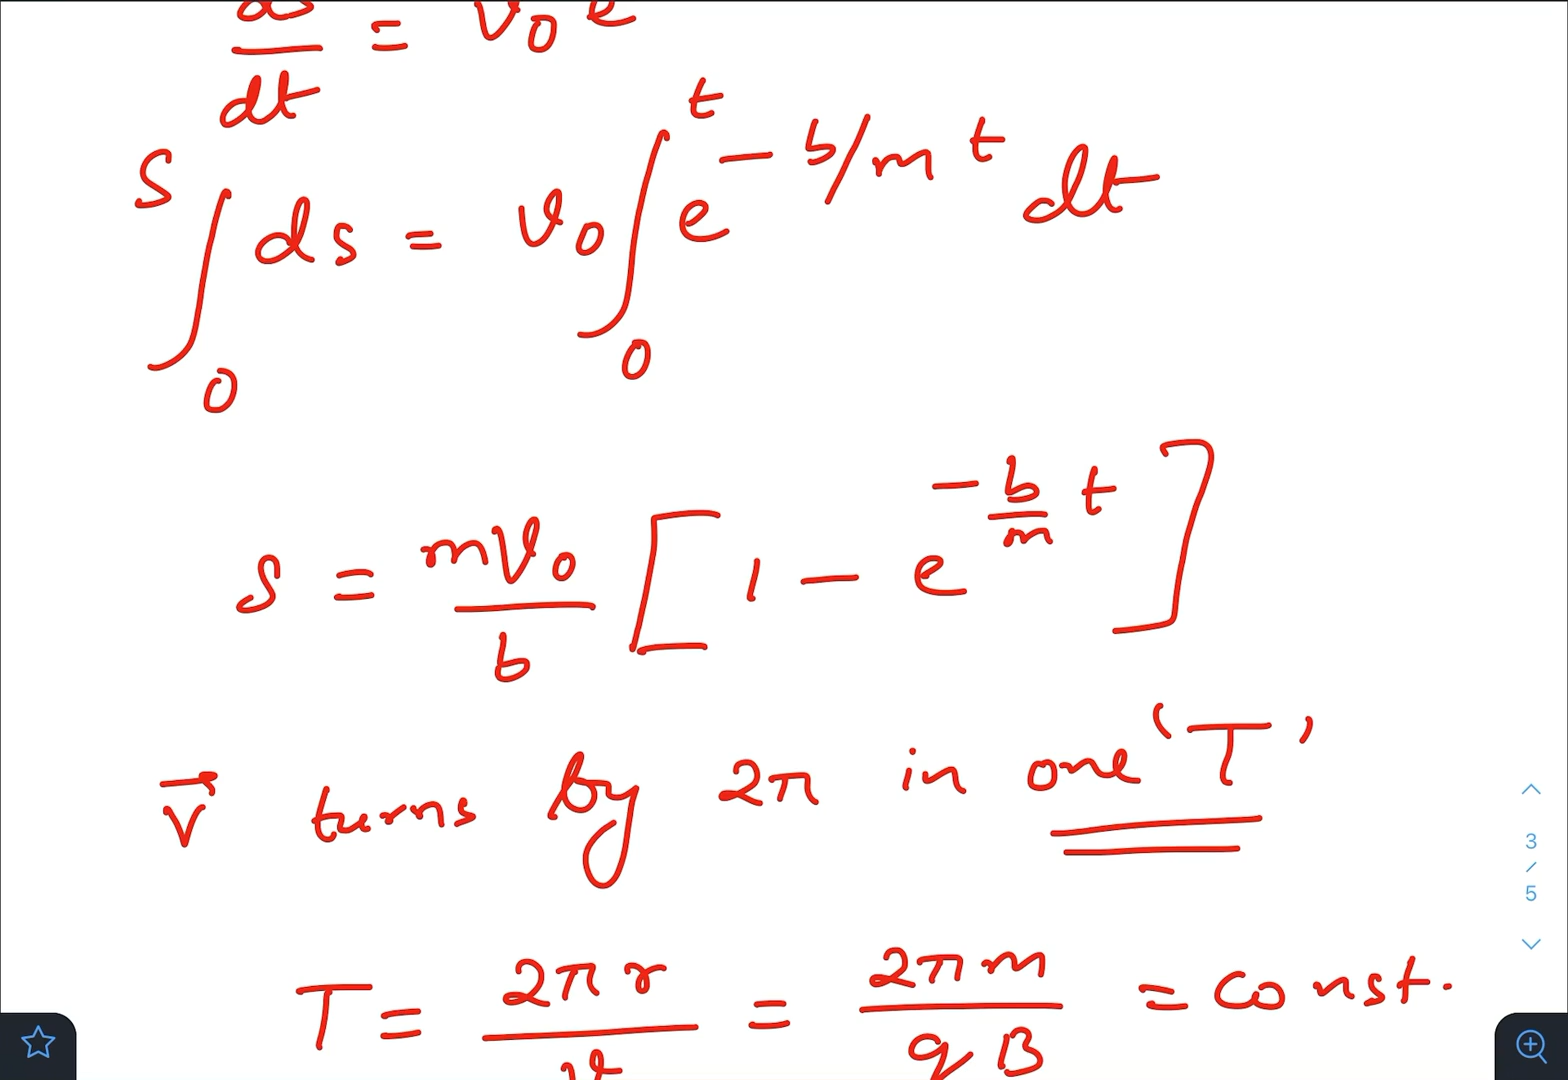 ds/dt = v₀ e
∫₀ˢ ds = v₀ ∫₀ᵗ e^(-b/m t) dt
s = mv₀/b [1 - e^(-b/m t)]
v⃗ turns by 2π in one 'T'
T = 2πr/v = 2πm/qB = const.
3
/
5